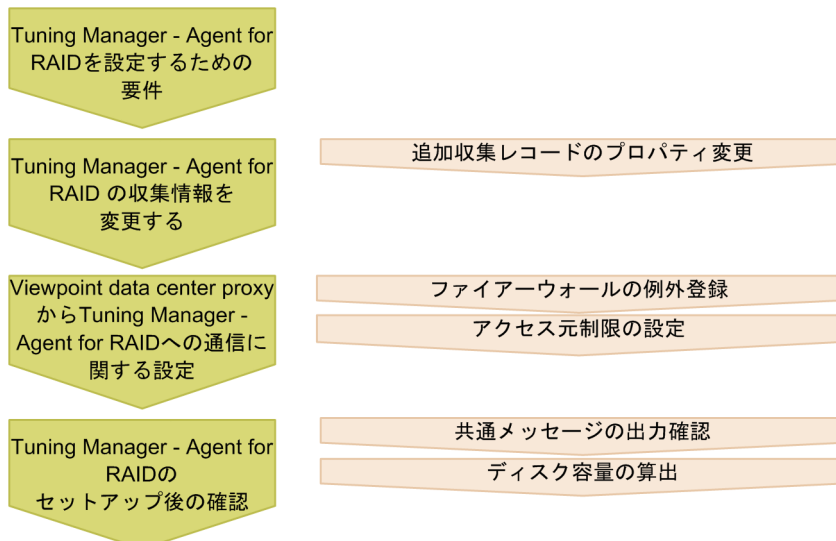 Tuning Manager - Agent for
RAIDを設定するための
要件
Tuning Manager - Agent for
RAID の収集情報を
変更する
追加収集レコードのプロパティ変更
Viewpoint data center proxy
からTuning Manager -
Agent for RAIDへの通信に
関する設定
ファイアーウォールの例外登録
アクセス元制限の設定
Tuning Manager - Agent for
RAIDの
セットアップ後の確認
共通メッセージの出力確認
ディスク容量の算出